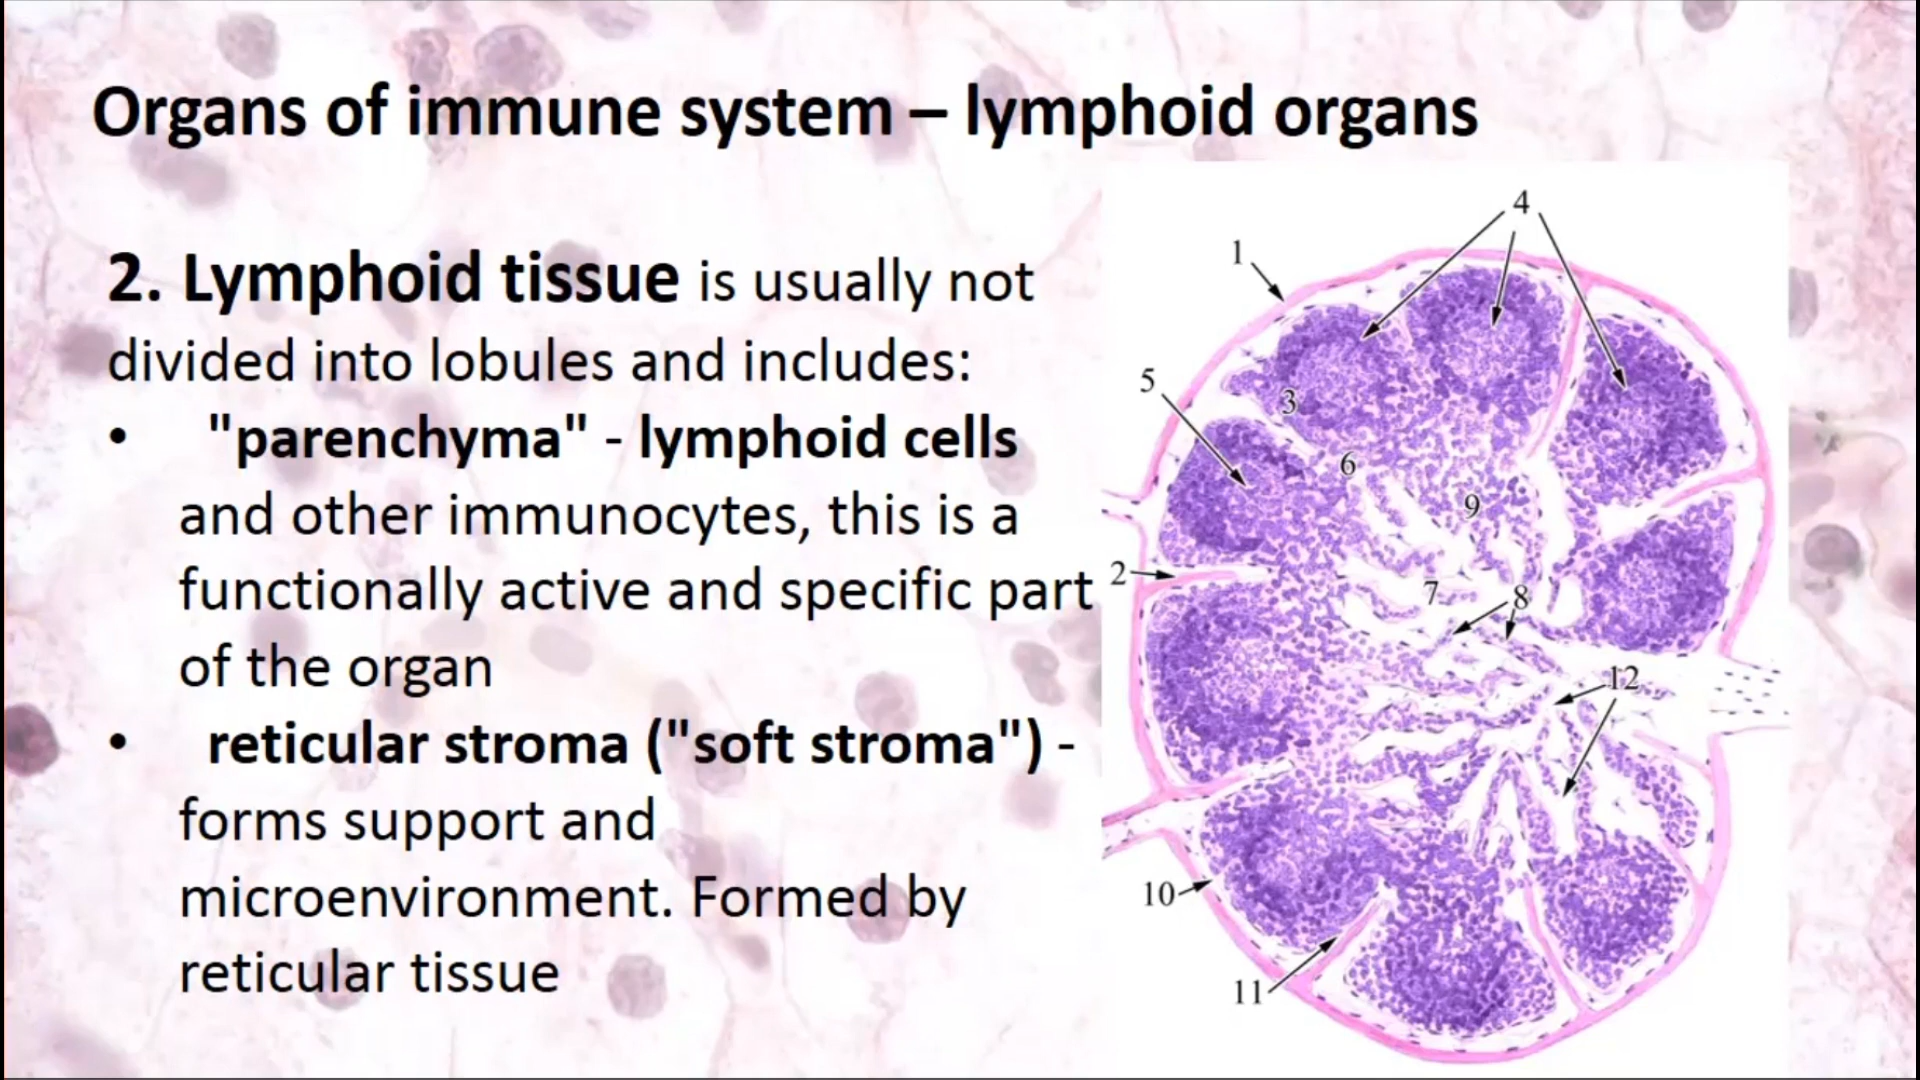 Organs of immune system – lymphoid organs
2. Lymphoid tissue is usually not
divided into lobules and includes:
• "parenchyma" - lymphoid cells
and other immunocytes, this is a
functionally active and specific part
of the organ
• reticular stroma ("soft stroma") -
forms support and
microenvironment. Formed by
reticular tissue
4
1
5
3
6
9
2
7
8
12
10
11